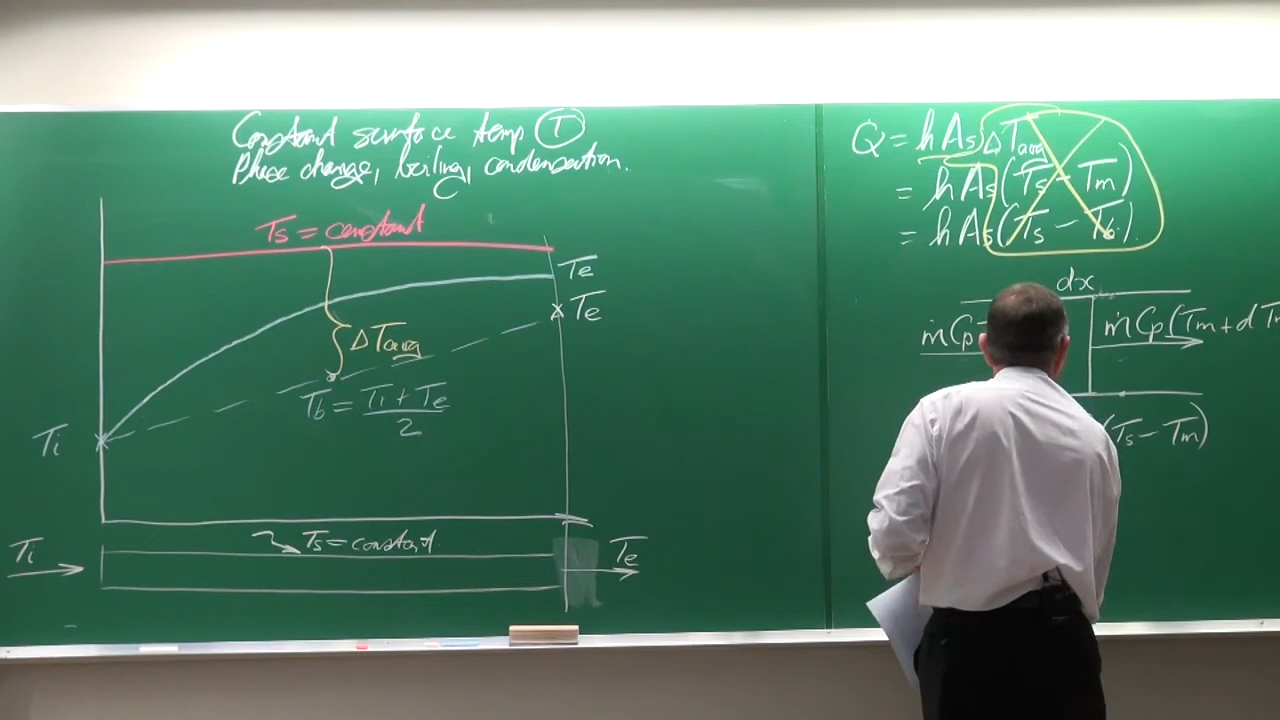 Constant surface temp T
Phase change, boiling, condensation.
Ts = constant
Te
Te
ΔTavg
Tb = Ti + Te / 2
Ti
Ti
Ts = constant
Te
Q̇ = hAsΔTavg
= hAs(Ts - Tm)
= hAs(Ts - Tb).
dx
ṁCp
ṁCp(Tm + dTm
(Ts - Tm)